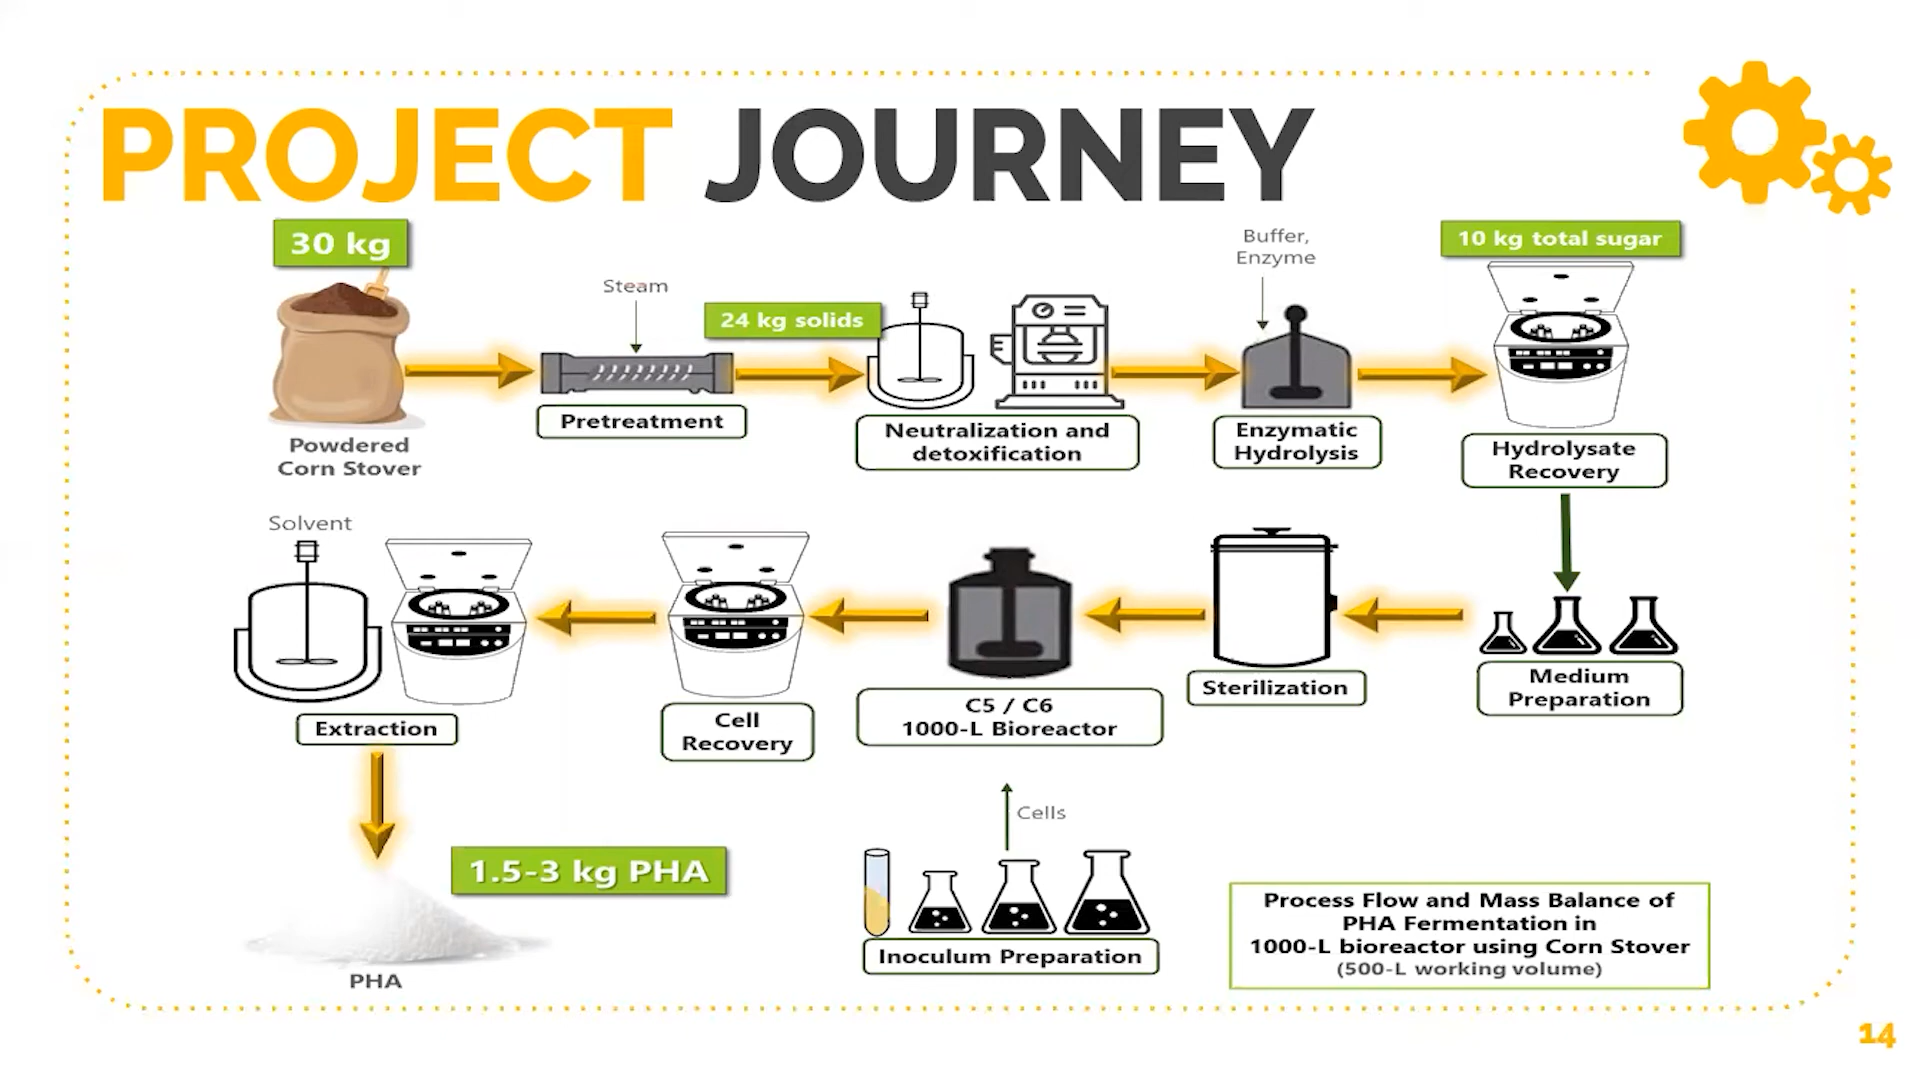 PROJECT JOURNEY
30 kg
Powdered
Corn Stover
Steam
Pretreatment
24 kg solids
Neutralization and
detoxification
Buffer,
Enzyme
Enzymatic
Hydrolysis
10 kg total sugar
Hydrolysate
Recovery
Medium
Preparation
Sterilization
C5 / C6
1000-L Bioreactor
Cells
Inoculum Preparation
Cell
Recovery
Solvent
Extraction
1.5-3 kg PHA
PHA
Process Flow and Mass Balance of
PHA Fermentation in
1000-L bioreactor using Corn Stover
(500-L working volume)
14